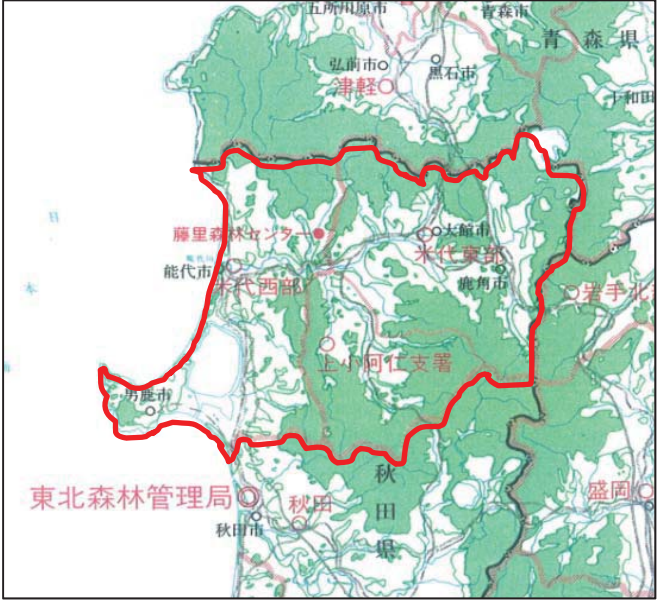 五所川原市
青森市
青森県
弘前市
黒石市
津軽
十和田
日本海
藤里森林センター
大館市
米代東部
能代市
米代西部
鹿角市
岩手北
上小阿仁支署
男鹿市
東北森林管理局
秋田
秋田市
秋田県
盛岡